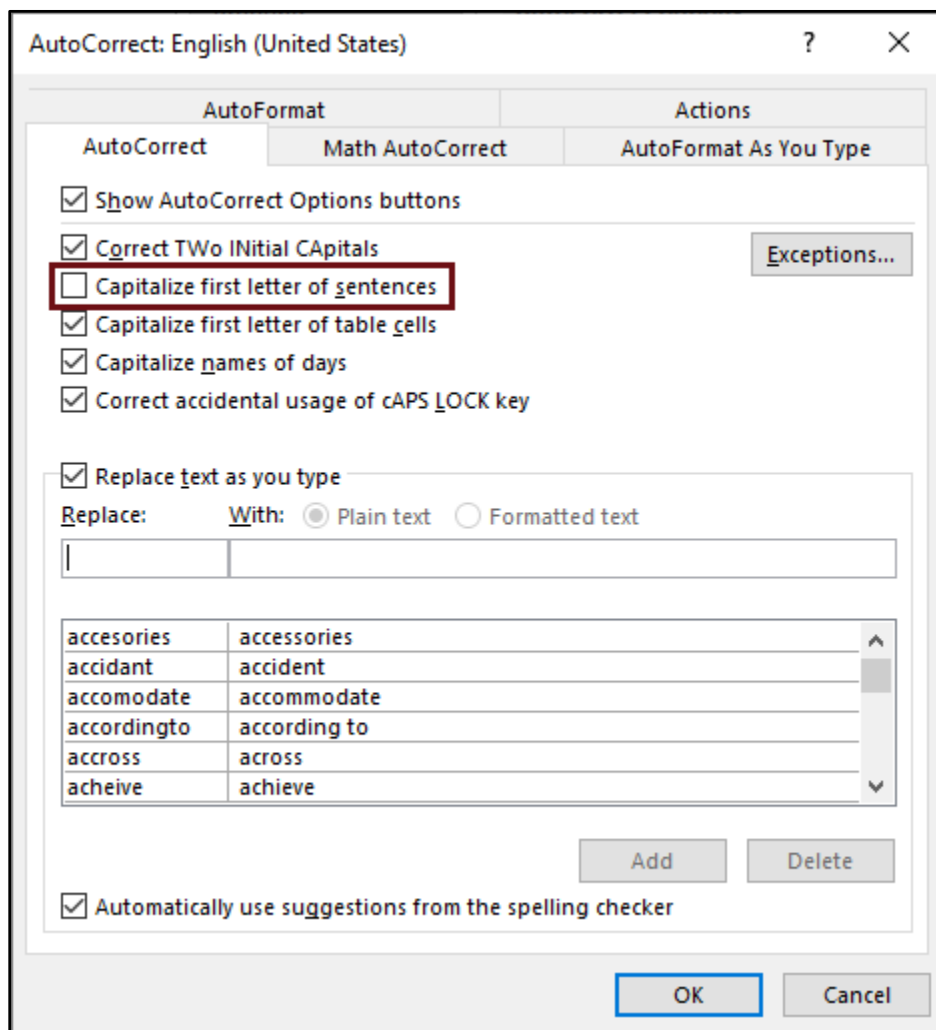 AutoCorrect: English (United States) ?
AutoFormat Actions
AutoCorrect Math AutoCorrect AutoFormat As You Type
Show AutoCorrect Options buttons
Correct TWo INitial CApitals Exceptions...
Capitalize first letter of sentences
Capitalize first letter of table cells
Capitalize names of days
Correct accidental usage of cAPS LOCK key
Replace text as you type
Replace: With: Plain text Formatted text
accesories accessories
accidant accident
accomodate accommodate
accordingto according to
accross across
acheive achieve
Add Delete
Automatically use suggestions from the spelling checker
OK Cancel